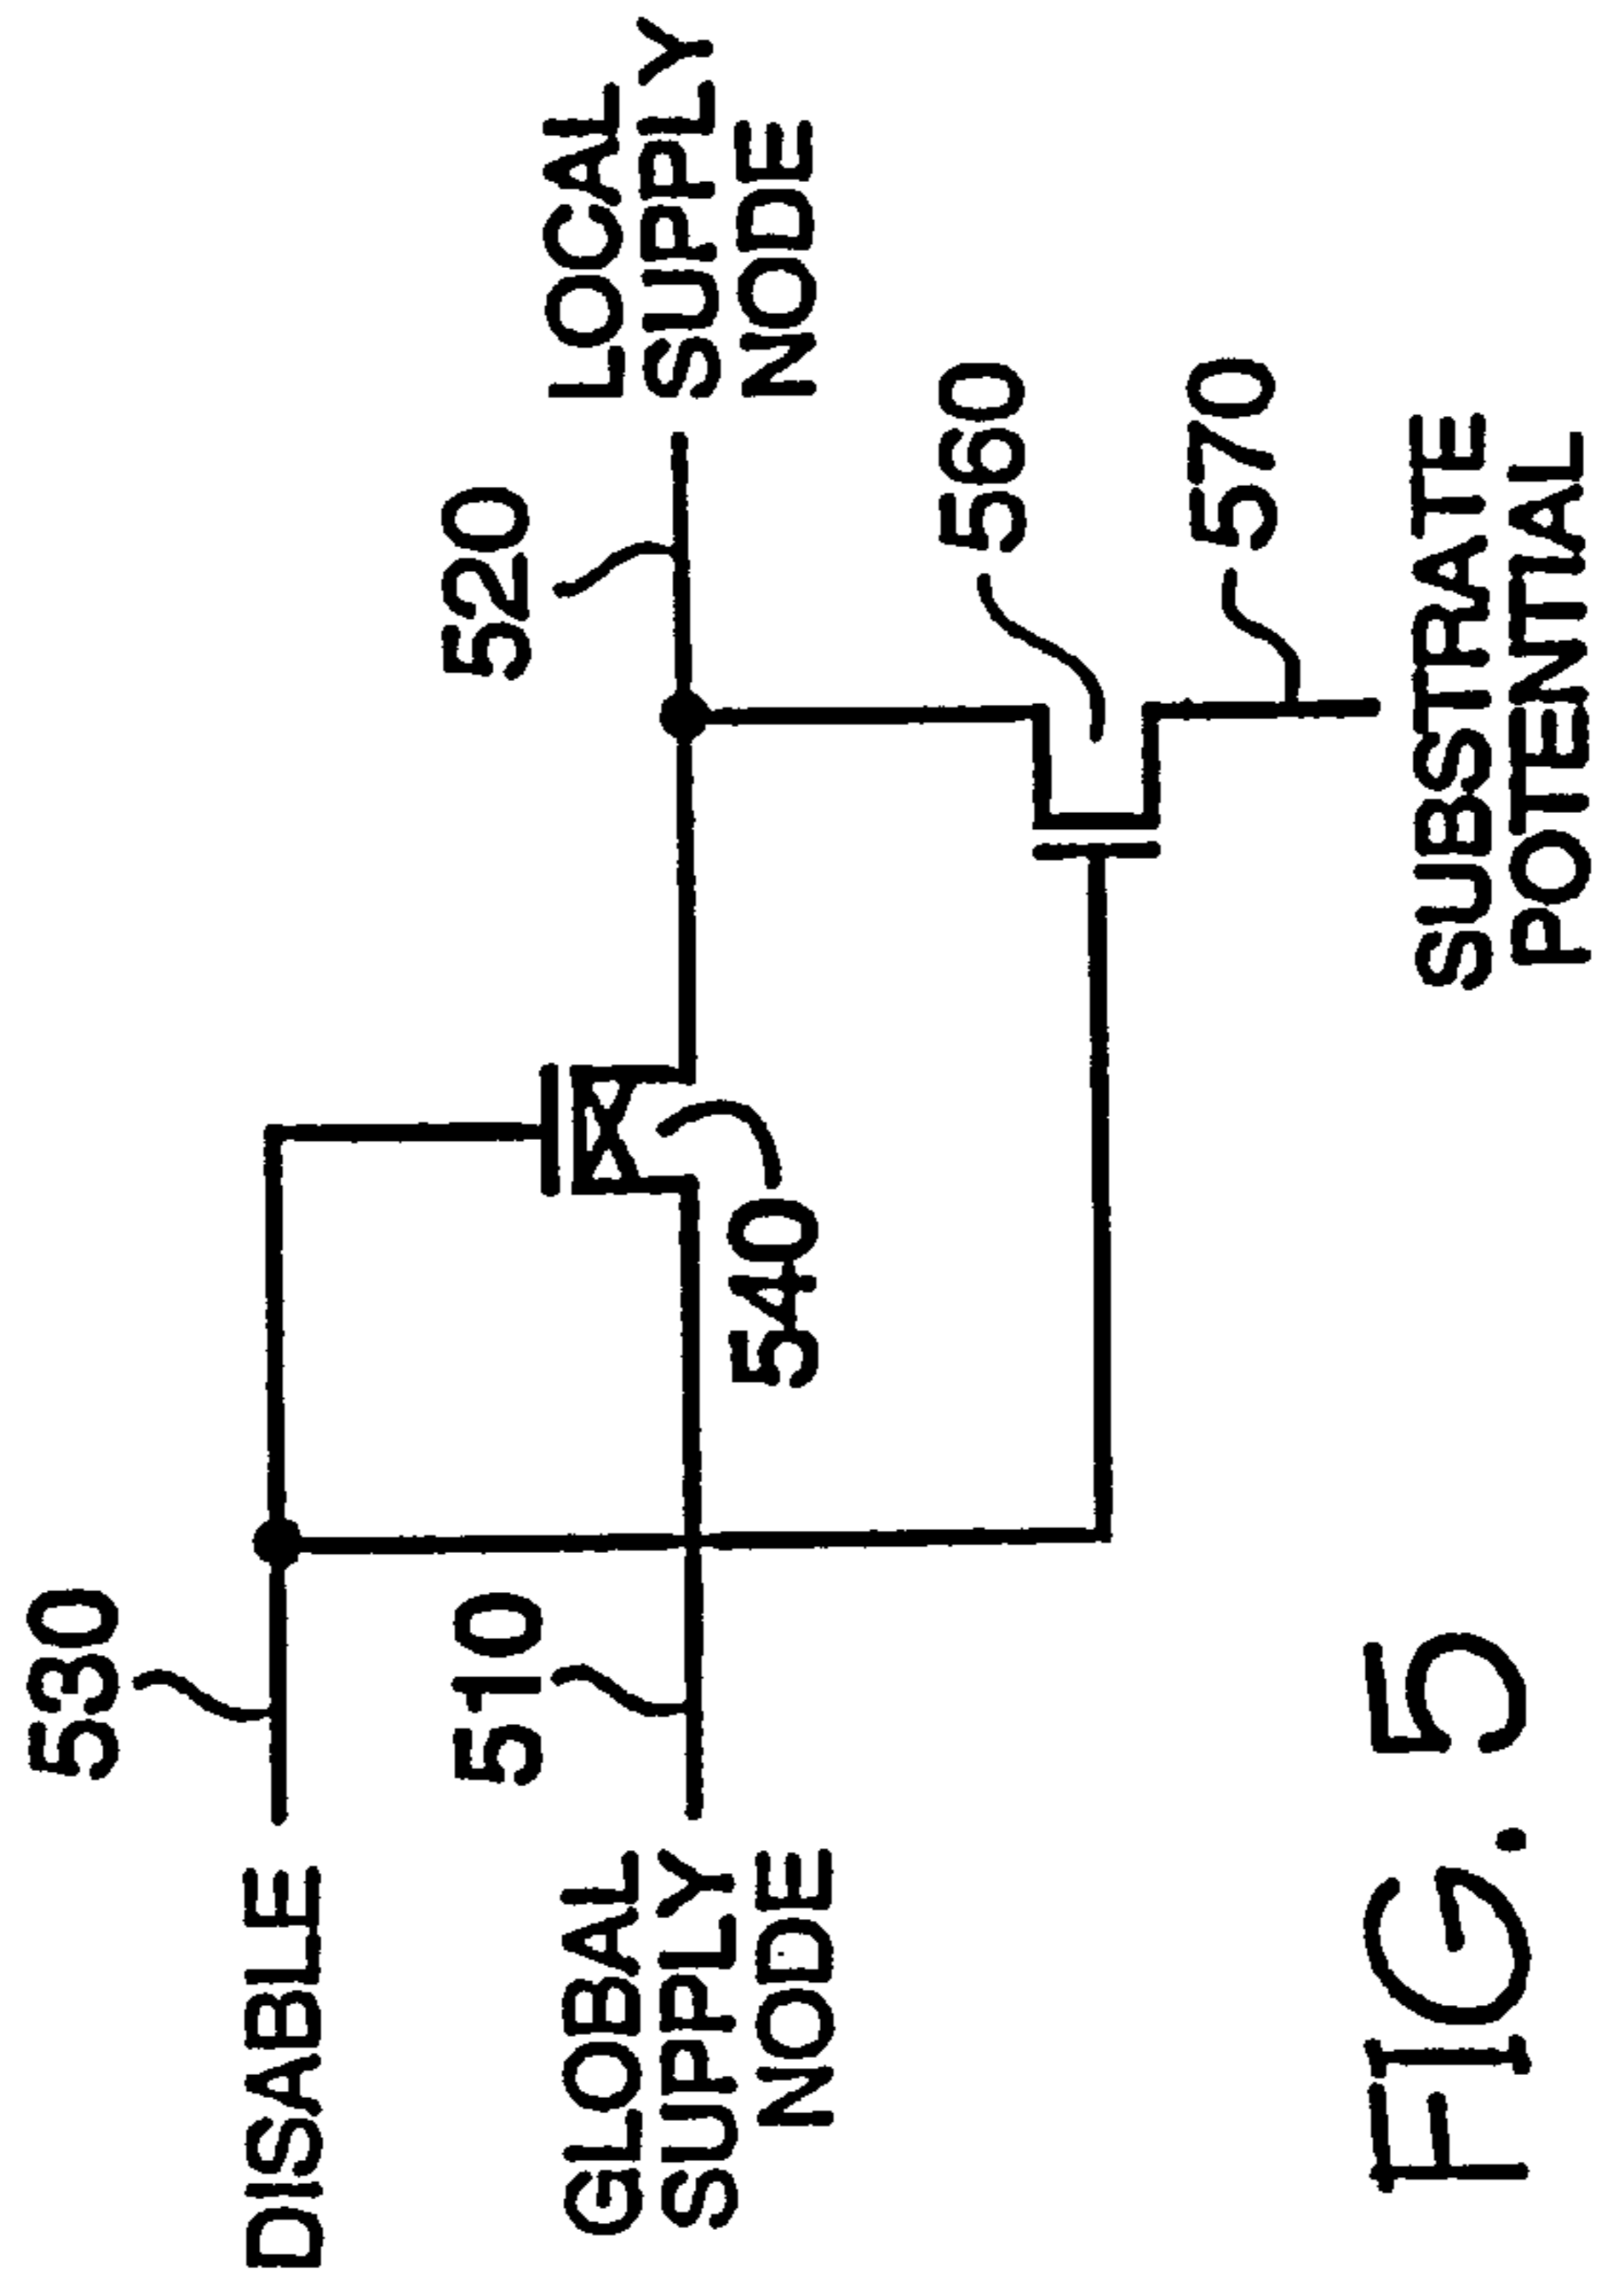 530
DISABLE
510
GLOBAL
SUPPLY
NODE
540
520
LOCAL
SUPPLY
NODE
560
570
SUBSTRATE
POTENTIAL
FIG. 5